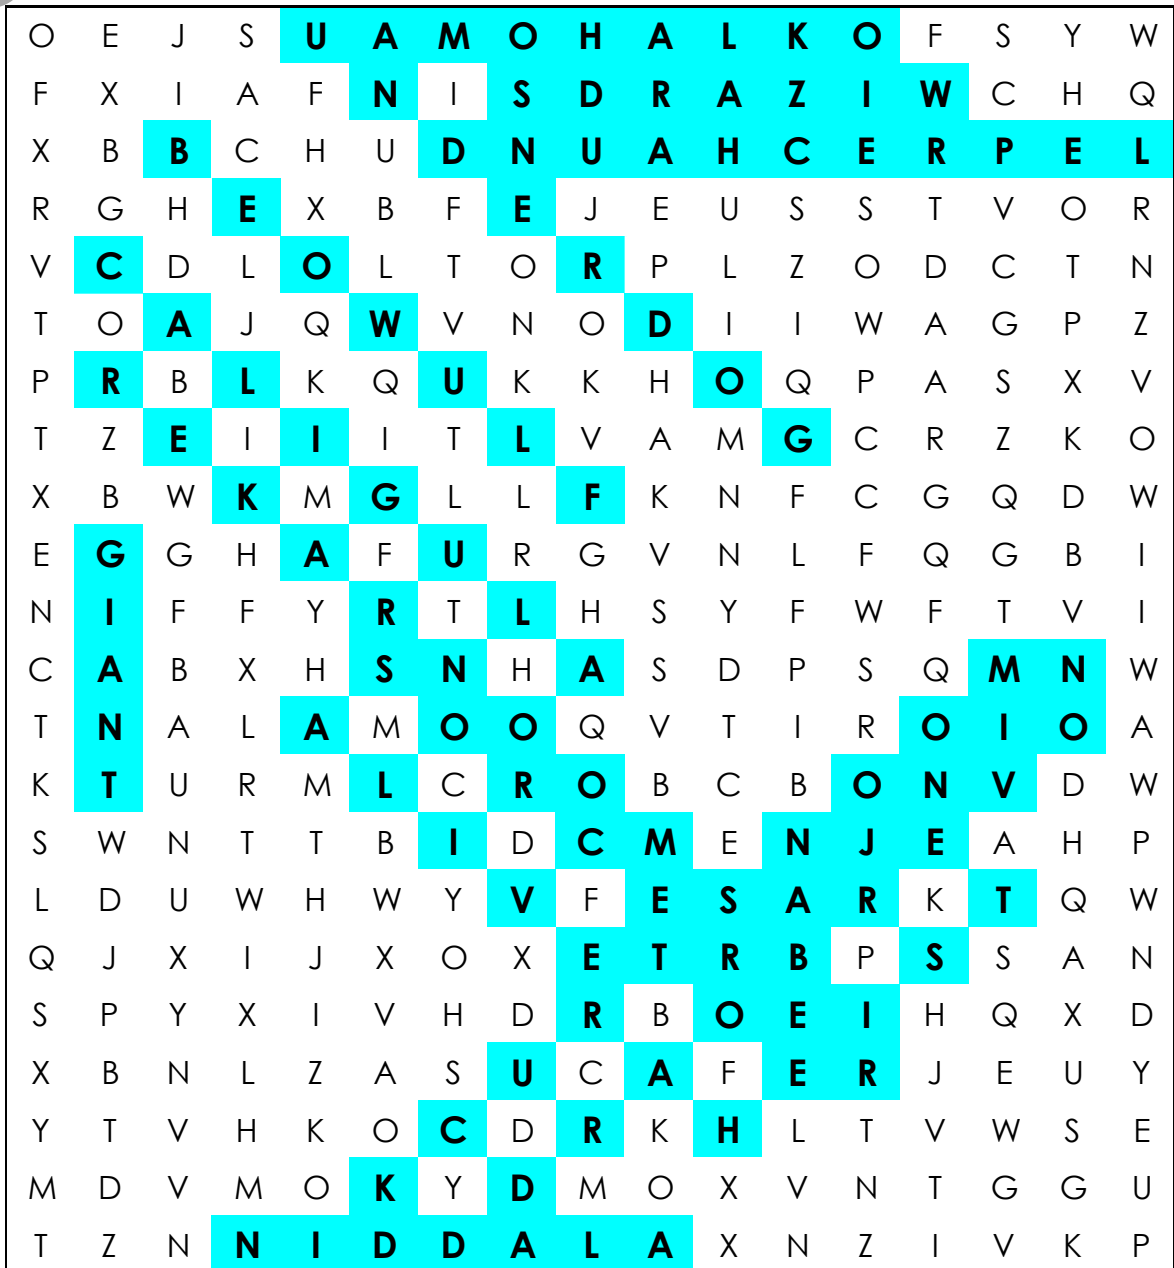 O E J S U A M O H A L K O F S Y W
F X I A F N I S D R A Z I W C H Q
X B B C H U D N U A H C E R P E L
R G H E X B F E J E U S S T V O R
V C D L O L T O R P L Z O D C T N
T O A J Q W V N O D I I W A G P Z
P R B L K Q U K K H O Q P A S X V
T Z E I I I T L V A M G C R Z K O
X B W K M G L L F K N F C G Q D W
E G G H A F U R G V N L F Q G B I
N I F F Y R T L H S Y F W F T V I
C A B X H S N H A S D P S Q M N W
T N A L A M O O Q V T I R O I O A
K T U R M L C R O B C B O N V D W
S W N T T B I D C M E N J E A H P
L D U W H W Y V F E S A R K T Q W
Q J X I J X O X E T R B P S S A N
S P Y X I V H D R B O E I H Q X D
X B N L Z A S U C A F E R J E U Y
Y T V H K O C D R K H L T V W S E
M D V M O K Y D M O X V N T G G U
T Z N N I D D A L A X N Z I V K P